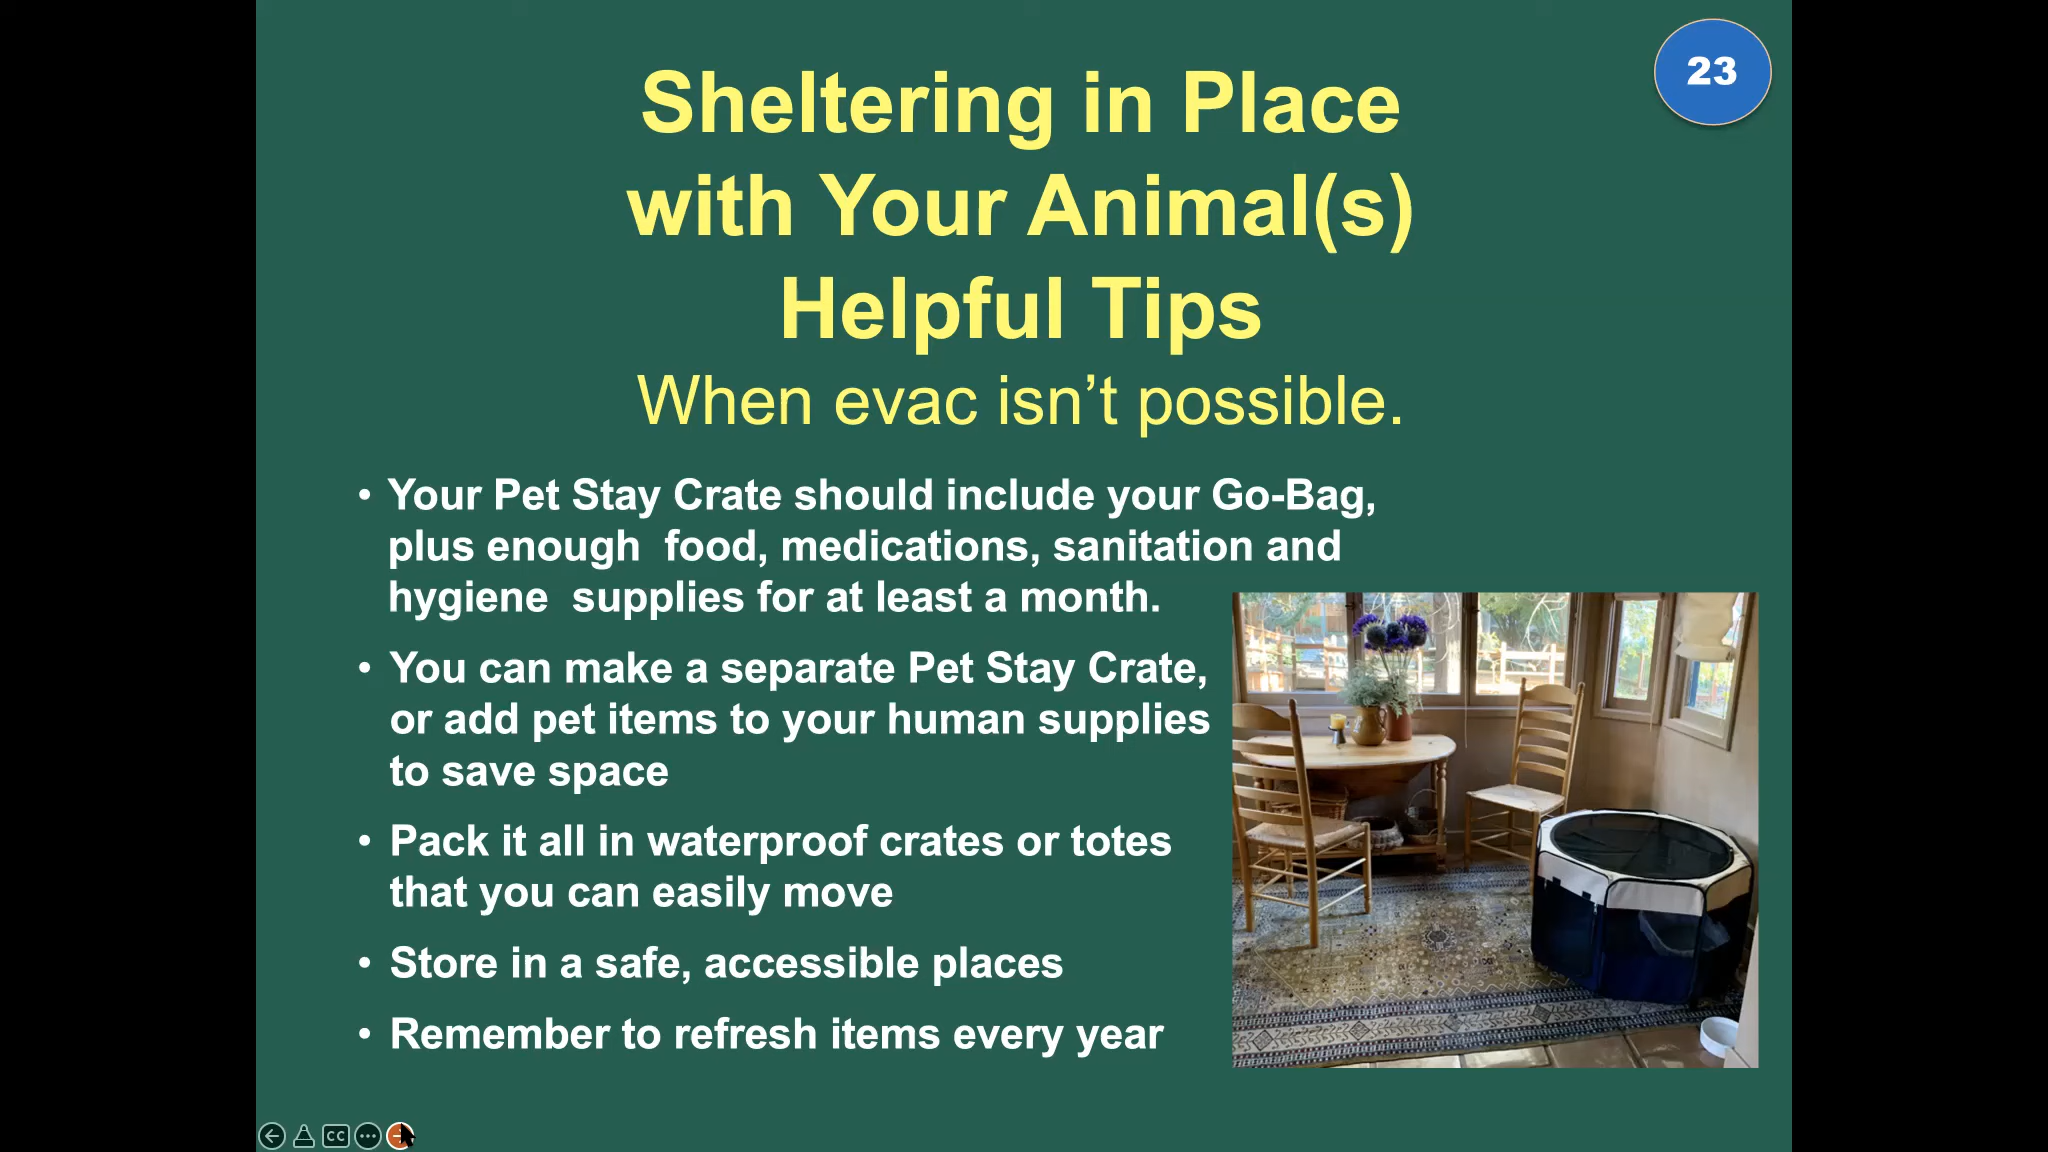 23
Sheltering in Place
with Your Animal(s)
Helpful Tips
When evac isn’t possible.
• Your Pet Stay Crate should include your Go-Bag,
plus enough  food, medications, sanitation and
hygiene  supplies for at least a month.
• You can make a separate Pet Stay Crate,
or add pet items to your human supplies
to save space
• Pack it all in waterproof crates or totes
that you can easily move
• Store in a safe, accessible places
• Remember to refresh items every year
CC